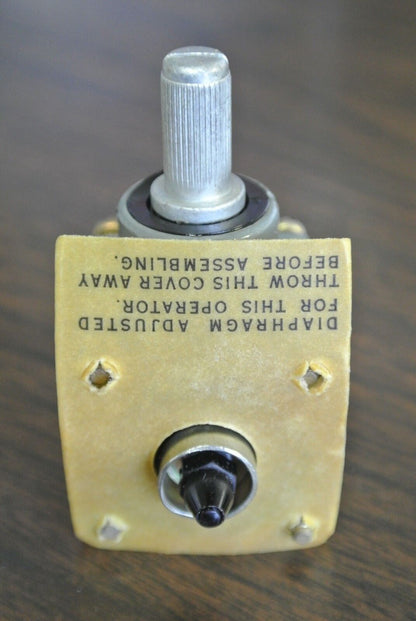 DIAPHRAGM ADJUSTED
FOR THIS OPERATOR.
THROW THIS COVER AWAY
BEFORE ASSEMBLING.